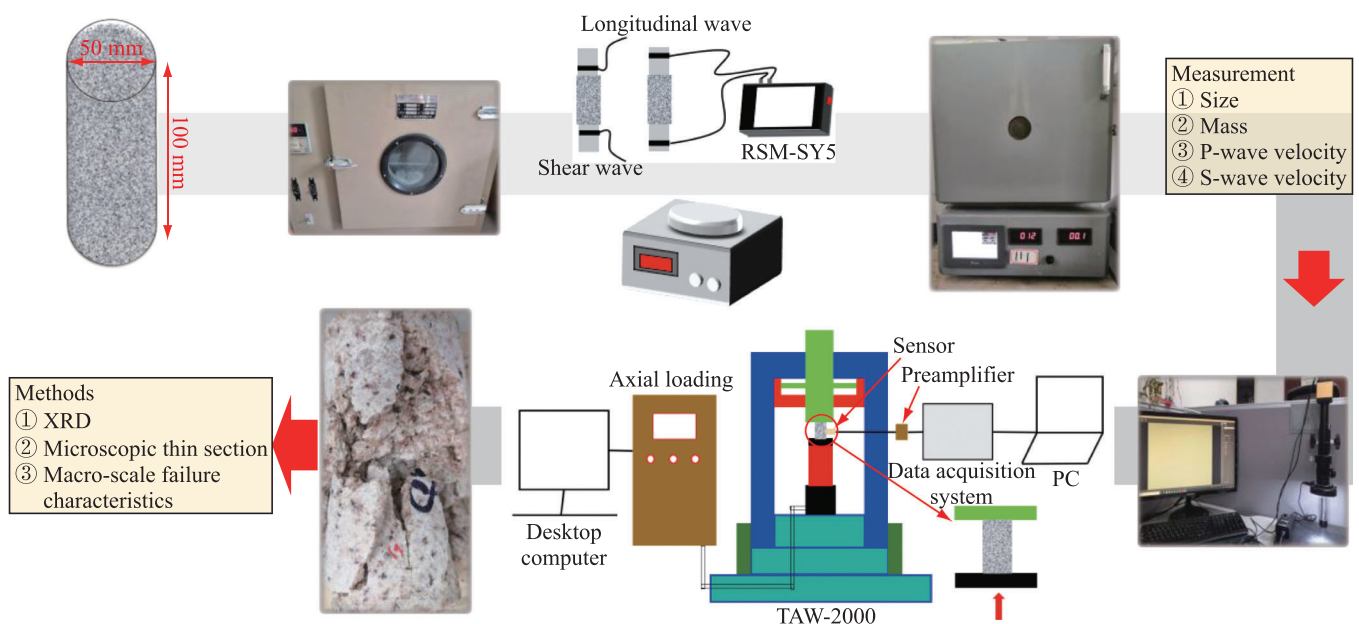 50 mm
100 mm
Longitudinal wave
Shear wave
RSM-SY5
Measurement
① Size
② Mass
③ P-wave velocity
④ S-wave velocity
Methods
① XRD
② Microscopic thin section
③ Macro-scale failure
characteristics
Desktop
computer
Axial loading
Sensor
Preamplifier
Data acquisition
system
PC
TAW-2000